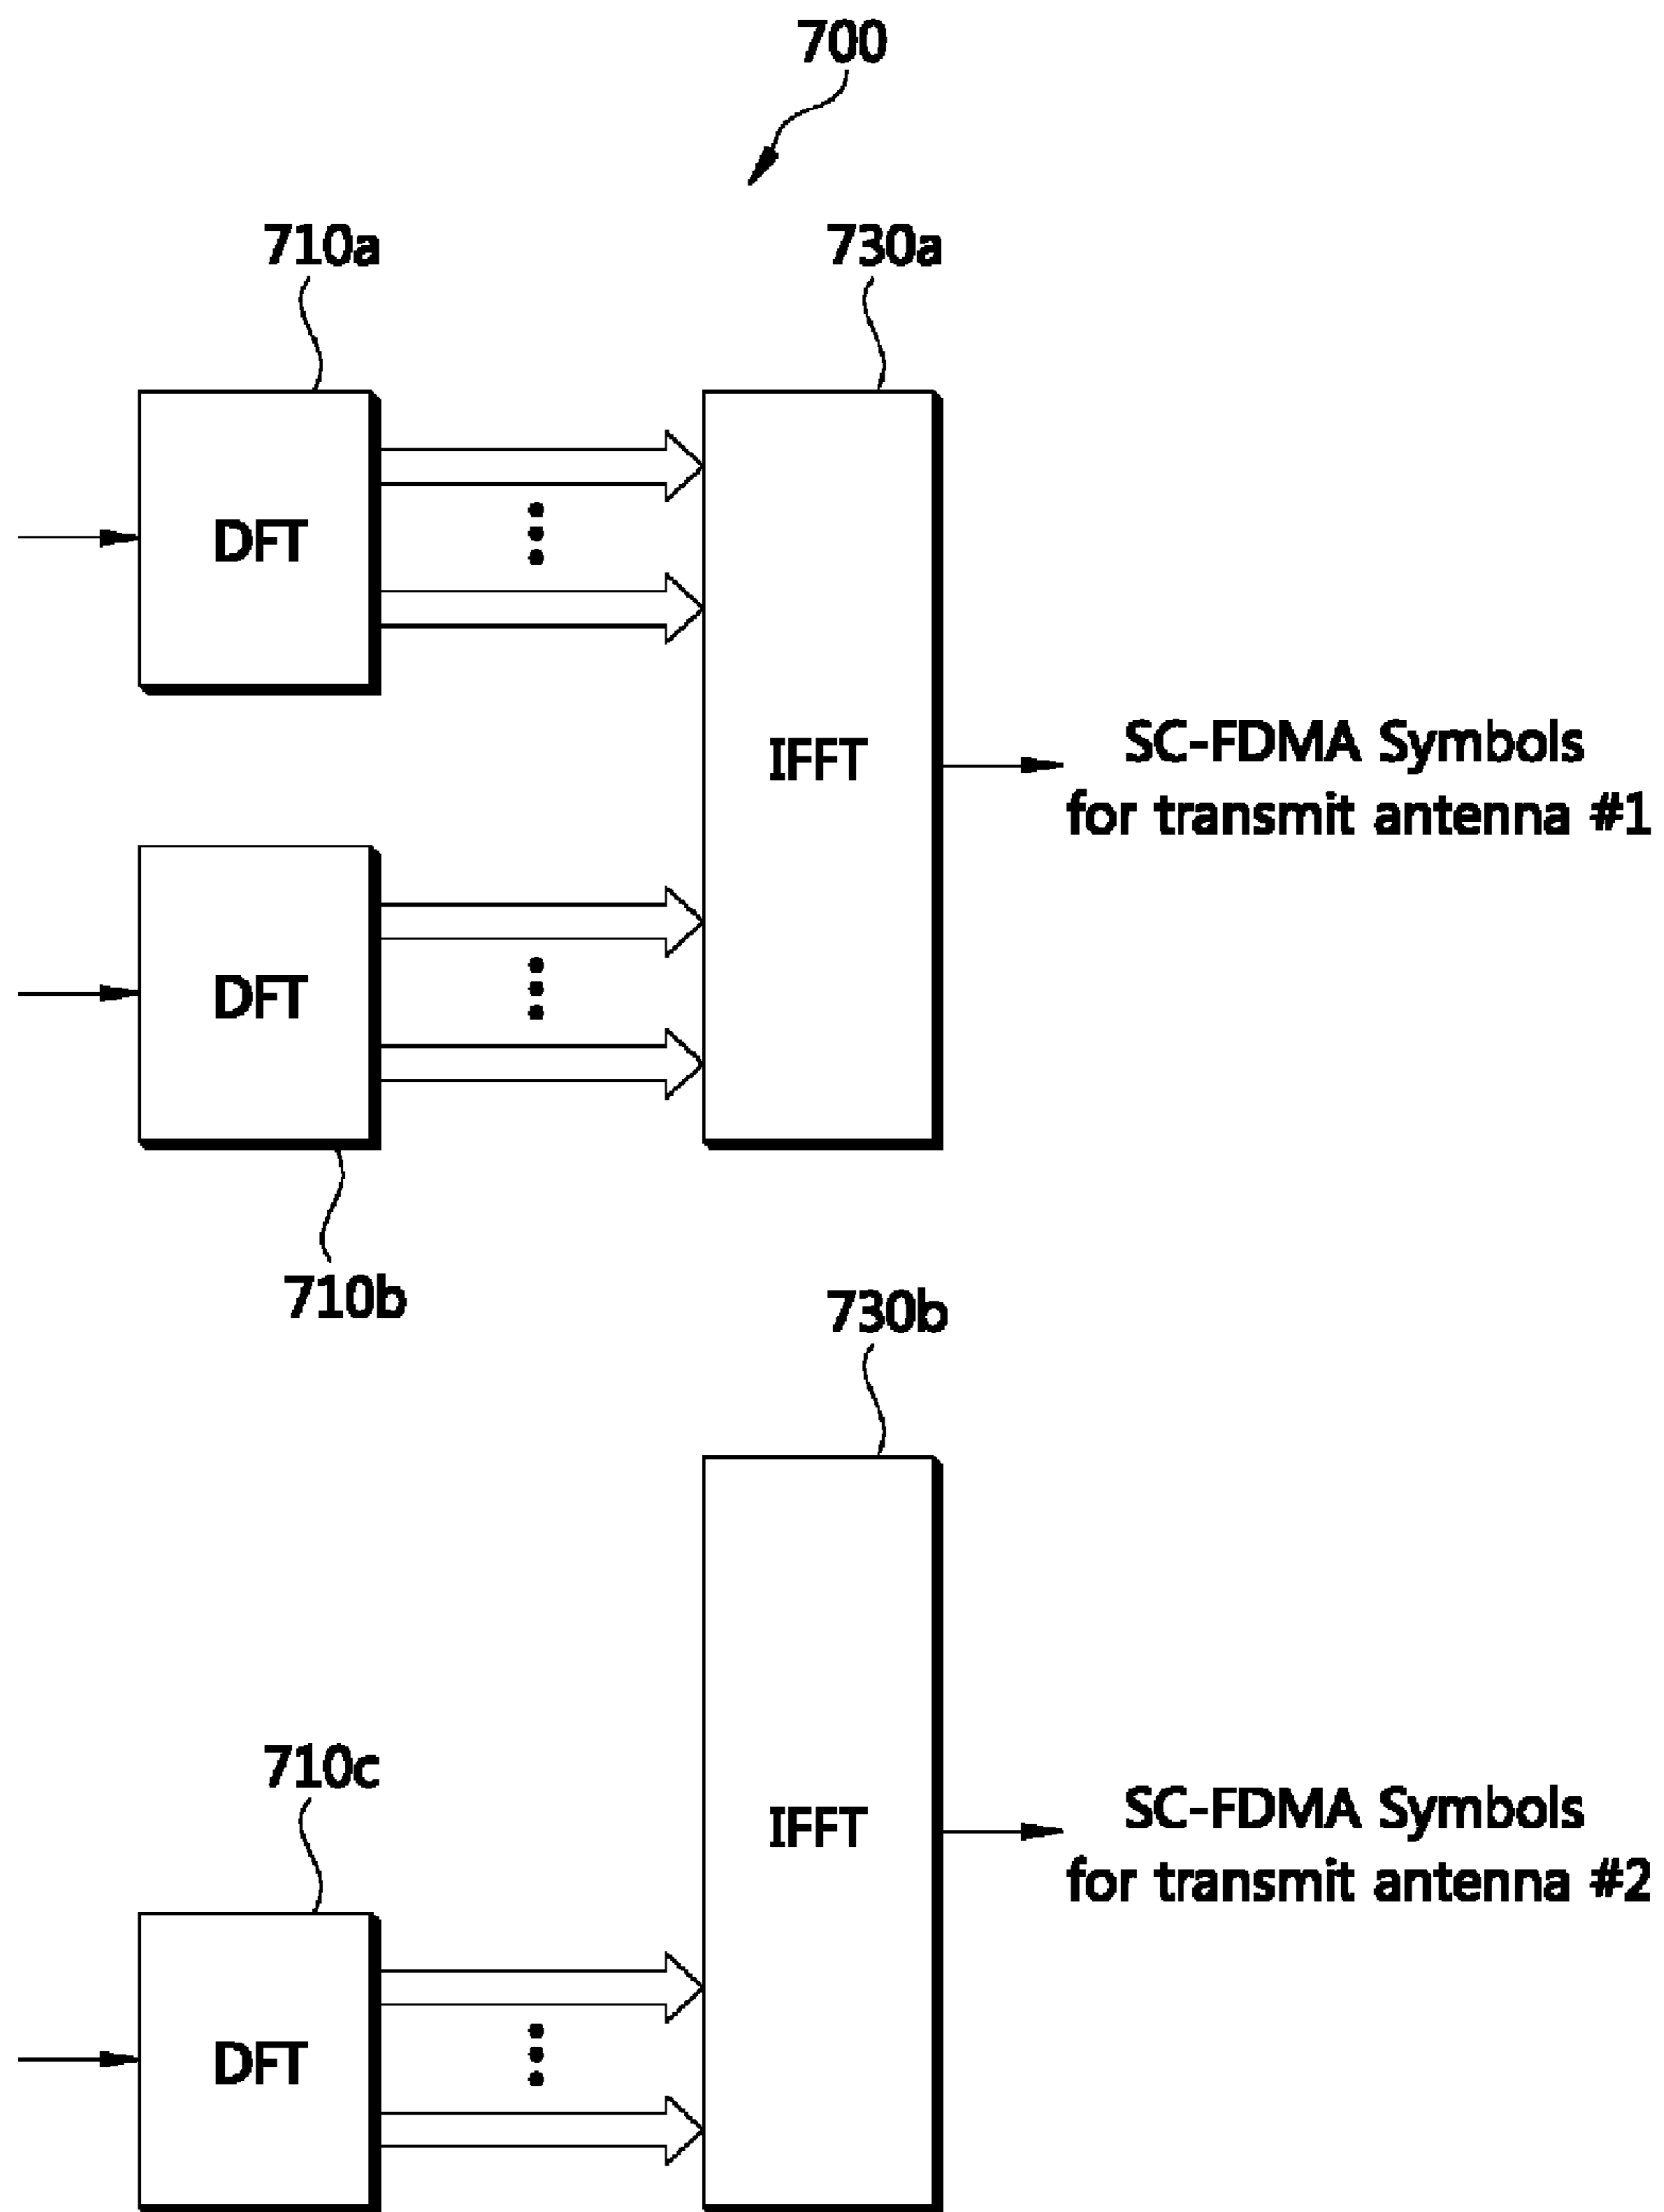 700
710a
730a
DFT
IFFT
SC-FDMA Symbols
for transmit antenna #1
DFT
710b
730b
710c
IFFT
SC-FDMA Symbols
for transmit antenna #2
DFT